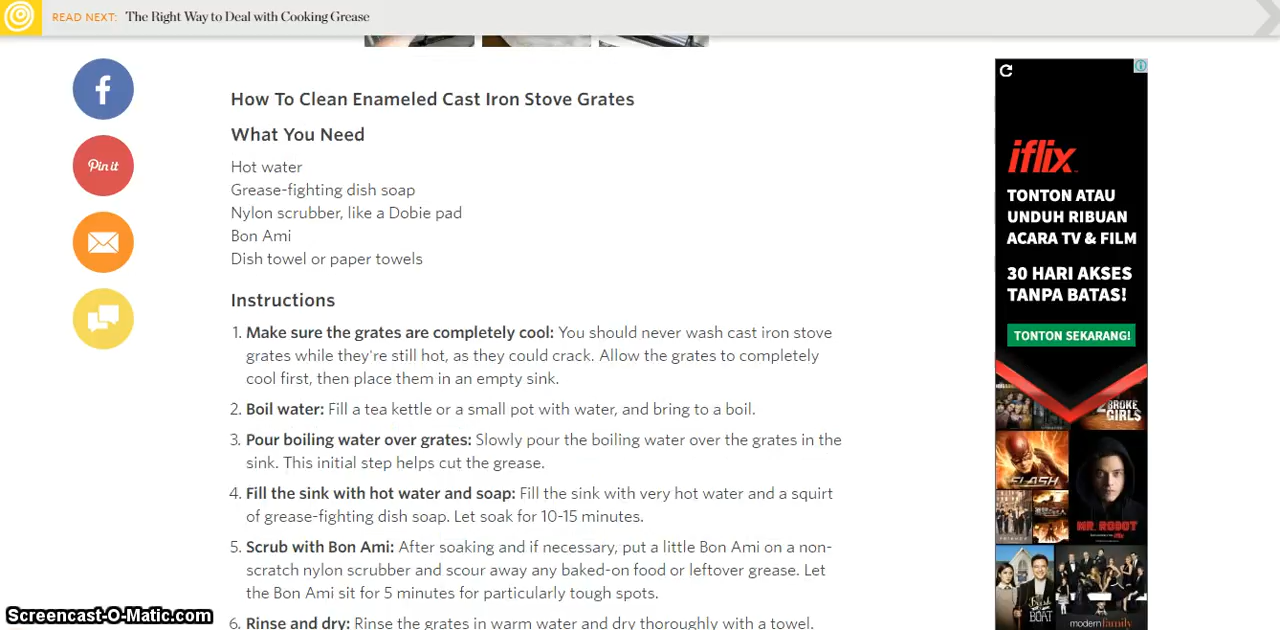 READ NEXT: The Right Way to Deal with Cooking Grease
Pin it
How To Clean Enameled Cast Iron Stove Grates
What You Need
Hot water
Grease-fighting dish soap
Nylon scrubber, like a Dobie pad
Bon Ami
Dish towel or paper towels
Instructions
1. Make sure the grates are completely cool: You should never wash cast iron stove
grates while they're still hot, as they could crack. Allow the grates to completely
cool first, then place them in an empty sink.
2. Boil water: Fill a tea kettle or a small pot with water, and bring to a boil.
3. Pour boiling water over grates: Slowly pour the boiling water over the grates in the
sink. This initial step helps cut the grease.
4. Fill the sink with hot water and soap: Fill the sink with very hot water and a squirt
of grease-fighting dish soap. Let soak for 10-15 minutes.
5. Scrub with Bon Ami: After soaking and if necessary, put a little Bon Ami on a non-
scratch nylon scrubber and scour away any baked-on food or leftover grease. Let
the Bon Ami sit for 5 minutes for particularly tough spots.
6. Rinse and dry: Rinse the grates in warm water and dry thoroughly with a towel.
iflix
TONTON ATAU
UNDUH RIBUAN
ACARA TV & FILM
30 HARI AKSES
TANPA BATAS!
TONTON SEKARANG!
2 BROKE
GIRLS
FLASH
MR. ROBOT
FRIENDS
modern family
Screencast-O-Matic.com